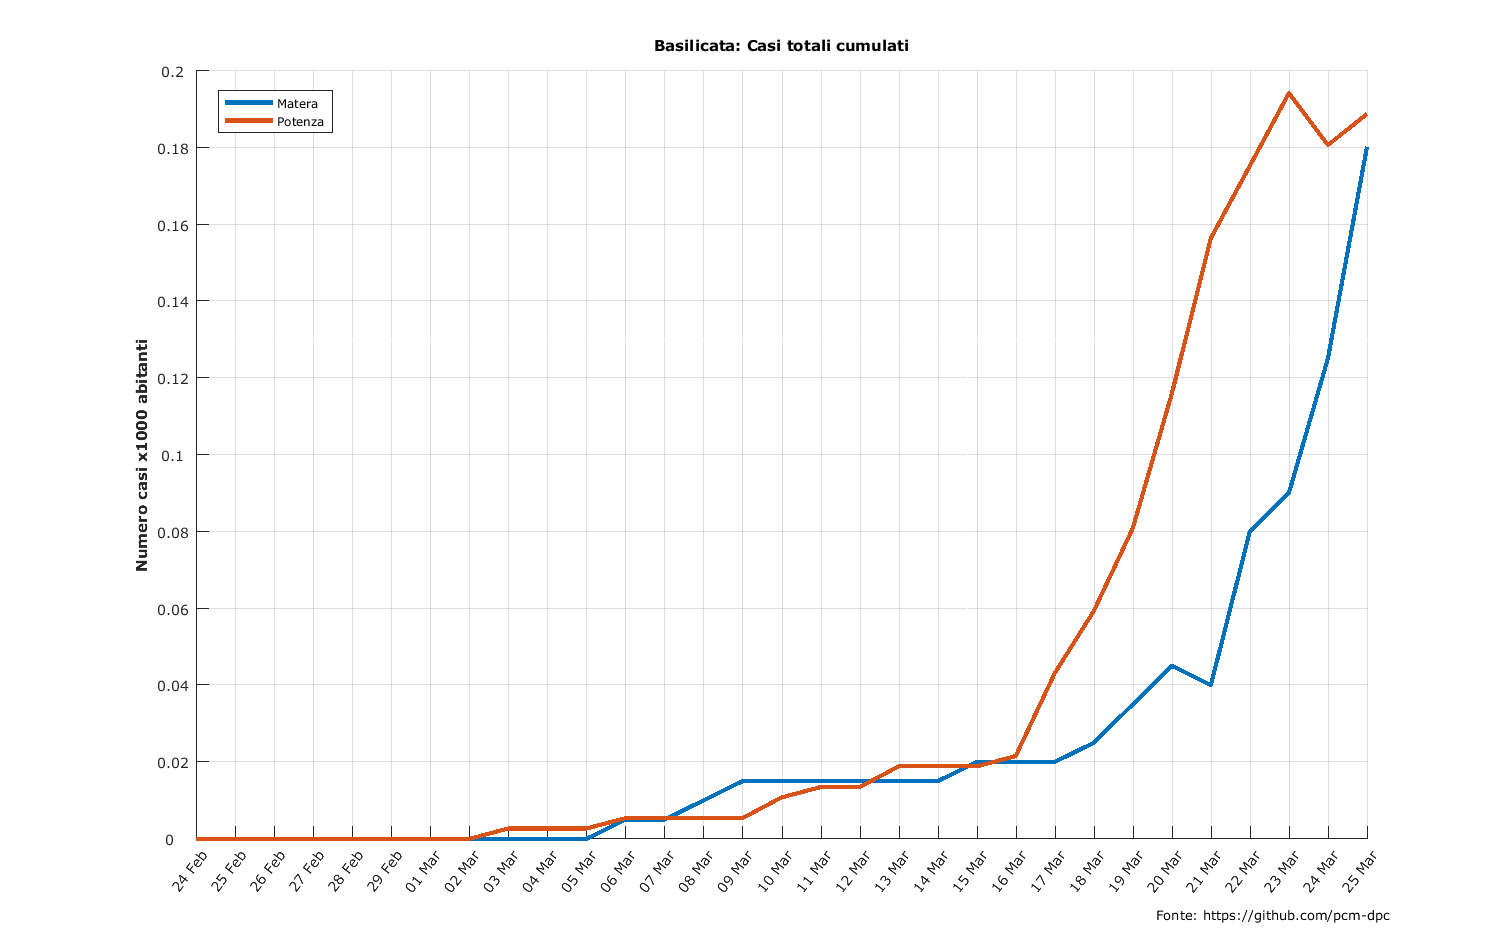 Basilicata: Casi totali cumulati
Matera
Potenza
Numero casi x1000 abitanti
0.2
0.18
0.16
0.14
0.12
0.1
0.08
0.06
0.04
0.02
0
24 Feb
25 Feb
26 Feb
27 Feb
28 Feb
29 Feb
01 Mar
02 Mar
03 Mar
04 Mar
05 Mar
06 Mar
07 Mar
08 Mar
09 Mar
10 Mar
11 Mar
12 Mar
13 Mar
14 Mar
15 Mar
16 Mar
17 Mar
18 Mar
19 Mar
20 Mar
21 Mar
22 Mar
23 Mar
24 Mar
25 Mar
Fonte: https://github.com/pcm-dpc